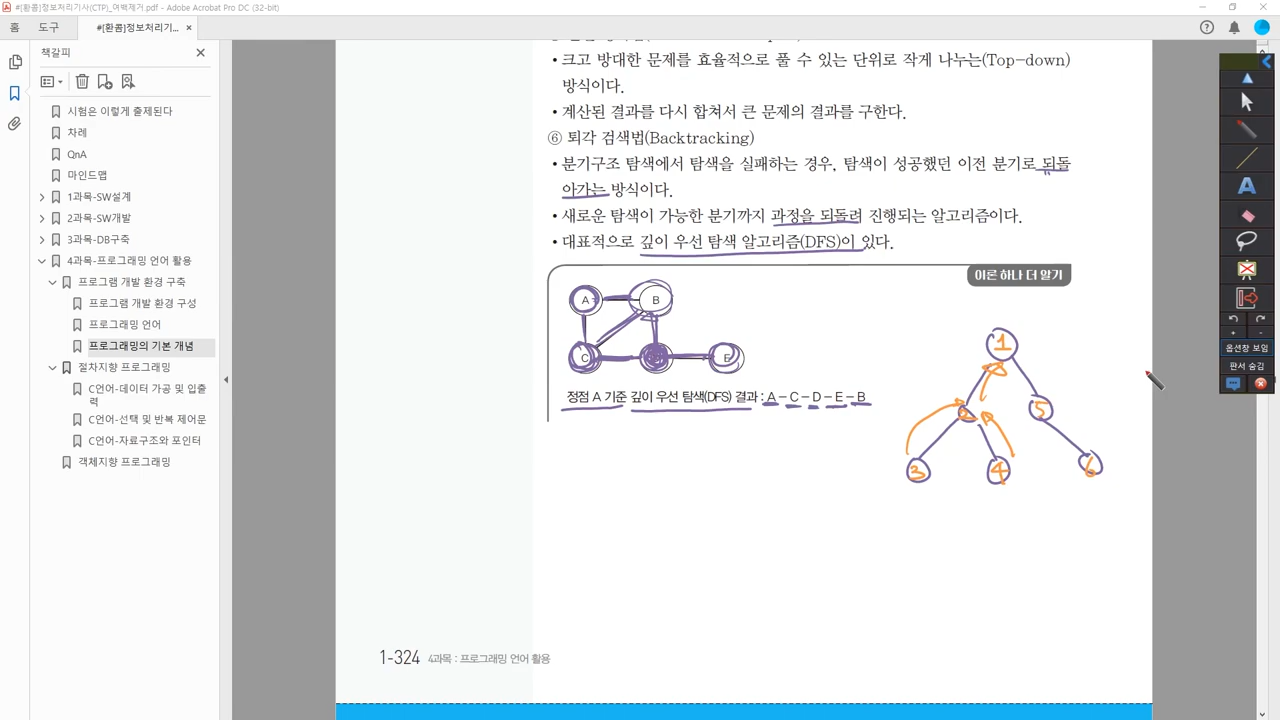 #[환콤]정보처리기사(CTP)_여백제거.pdf - Adobe Acrobat Pro DC (32-bit)
홈 도구 #[환콤]정보처리기... ×
책갈피
시험은 이렇게 출제된다
차례
QnA
마인드맵
1과목-SW설계
2과목-SW개발
3과목-DB구축
4과목-프로그래밍 언어 활용
프로그램 개발 환경 구축
프로그램 개발 환경 구성
프로그래밍 언어
프로그래밍의 기본 개념
절차지향 프로그래밍
C언어-데이터 가공 및 입출
력
C언어-선택 및 반복 제어문
C언어-자료구조와 포인터
객체지향 프로그래밍
• 크고 방대한 문제를 효율적으로 풀 수 있는 단위로 작게 나누는(Top-down)
방식이다.
• 계산된 결과를 다시 합쳐서 큰 문제의 결과를 구한다.
⑥ 퇴각 검색법(Backtracking)
• 분기구조 탐색에서 탐색을 실패하는 경우, 탐색이 성공했던 이전 분기로 되돌
아가는 방식이다.
• 새로운 탐색이 가능한 분기까지 과정을 되돌려 진행되는 알고리즘이다.
• 대표적으로 깊이 우선 탐색 알고리즘(DFS)이 있다.
이론 하나 더 알기
A B
C E
정점 A 기준 깊이 우선 탐색(DFS) 결과 : A - C - D - E - B
1
2 5
3 4 6
1-324 4과목 : 프로그래밍 언어 활용
A
옵션창 보임
판서 숨김